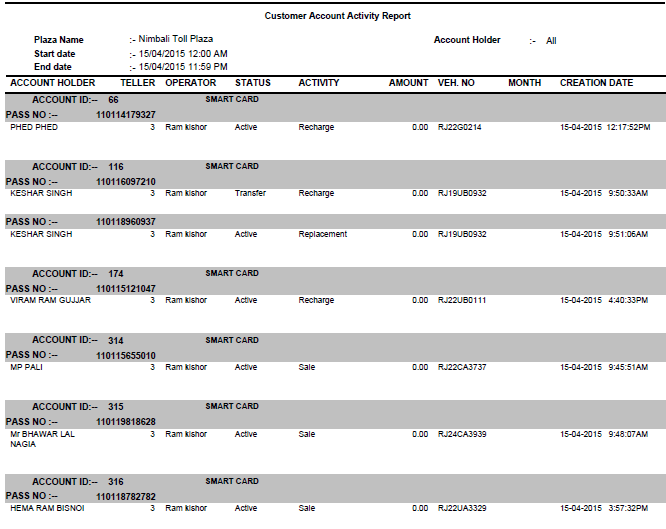 Customer Account Activity Report
Plaza Name :- Nimbali Toll Plaza Account Holder :- All
Start date :- 15/04/2015 12:00 AM
End date :- 15/04/2015 11:59 PM
ACCOUNT HOLDER TELLER OPERATOR STATUS ACTIVITY AMOUNT VEH. NO MONTH CREATION DATE
ACCOUNT ID:-- 66 SMART CARD
PASS NO :-- 110114179327
PHED PHED 3 Ram kishor Active Recharge 0.00 RJ22G0214 15-04-2015 12:17:52PM
ACCOUNT ID:-- 116 SMART CARD
PASS NO :-- 110116097210
KESHAR SINGH 3 Ram kishor Transfer Recharge 0.00 RJ19UB0932 15-04-2015 9:50:33AM
PASS NO :-- 110118960937
KESHAR SINGH 3 Ram kishor Active Replacement 0.00 RJ19UB0932 15-04-2015 9:51:06AM
ACCOUNT ID:-- 174 SMART CARD
PASS NO :-- 110115121047
VIRAM RAM GUJJAR 3 Ram kishor Active Recharge 0.00 RJ22UB0111 15-04-2015 4:40:33PM
ACCOUNT ID:-- 314 SMART CARD
PASS NO :-- 110115655010
MP PALI 3 Ram kishor Active Sale 0.00 RJ22CA3737 15-04-2015 9:45:51AM
ACCOUNT ID:-- 315 SMART CARD
PASS NO :-- 110119818628
Mr BHAWAR LAL 3 Ram kishor Active Sale 0.00 RJ24CA3939 15-04-2015 9:48:07AM
NAGIA
ACCOUNT ID:-- 316 SMART CARD
PASS NO :-- 110118782782
HEMA RAM BISNOI 3 Ram kishor Active Sale 0.00 RJ22UA3329 15-04-2015 3:57:32PM